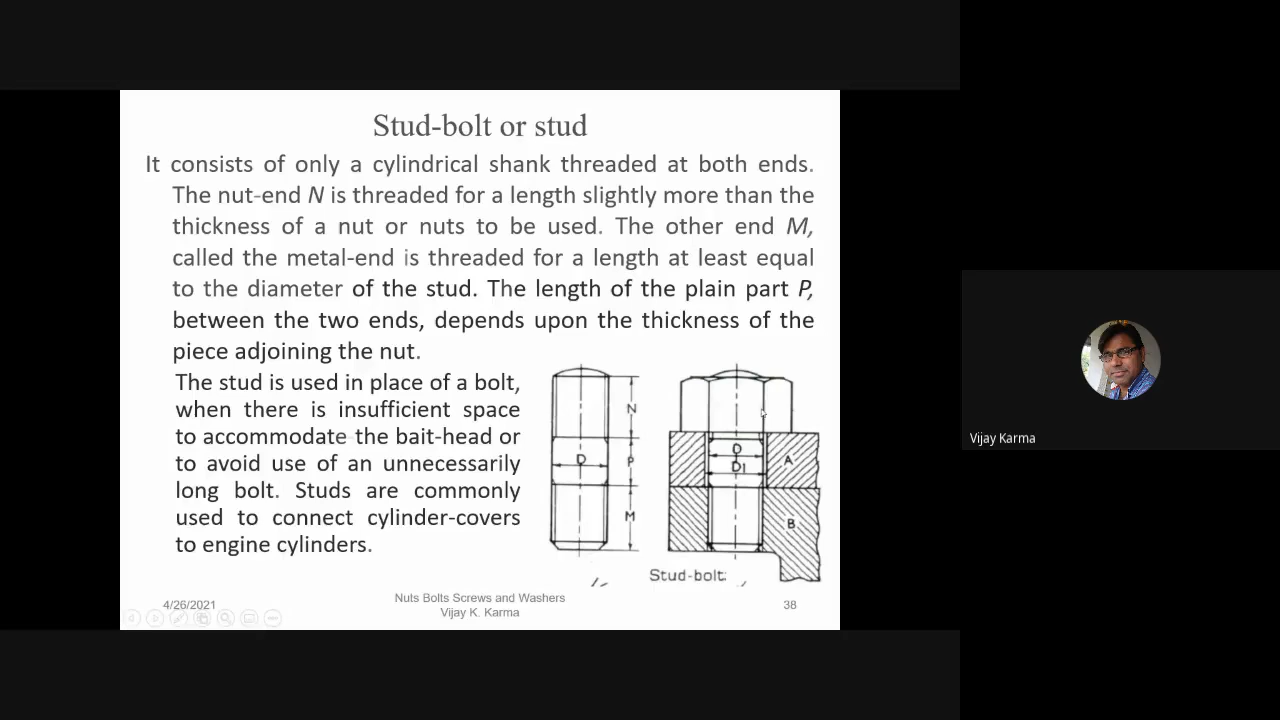 Stud-bolt or stud
It consists of only a cylindrical shank threaded at both ends.
The nut-end N is threaded for a length slightly more than the
thickness of a nut or nuts to be used. The other end M,
called the metal-end is threaded for a length at least equal
to the diameter of the stud. The length of the plain part P,
between the two ends, depends upon the thickness of the
piece adjoining the nut.
The stud is used in place of a bolt,
when there is insufficient space
to accommodate the bait-head or
to avoid use of an unnecessarily
long bolt. Studs are commonly
used to connect cylinder-covers
to engine cylinders.
N
D
P
M
D
D1
A
B
Stud-bolt
4/26/2021
Nuts Bolts Screws and Washers
Vijay K. Karma
38
Vijay Karma